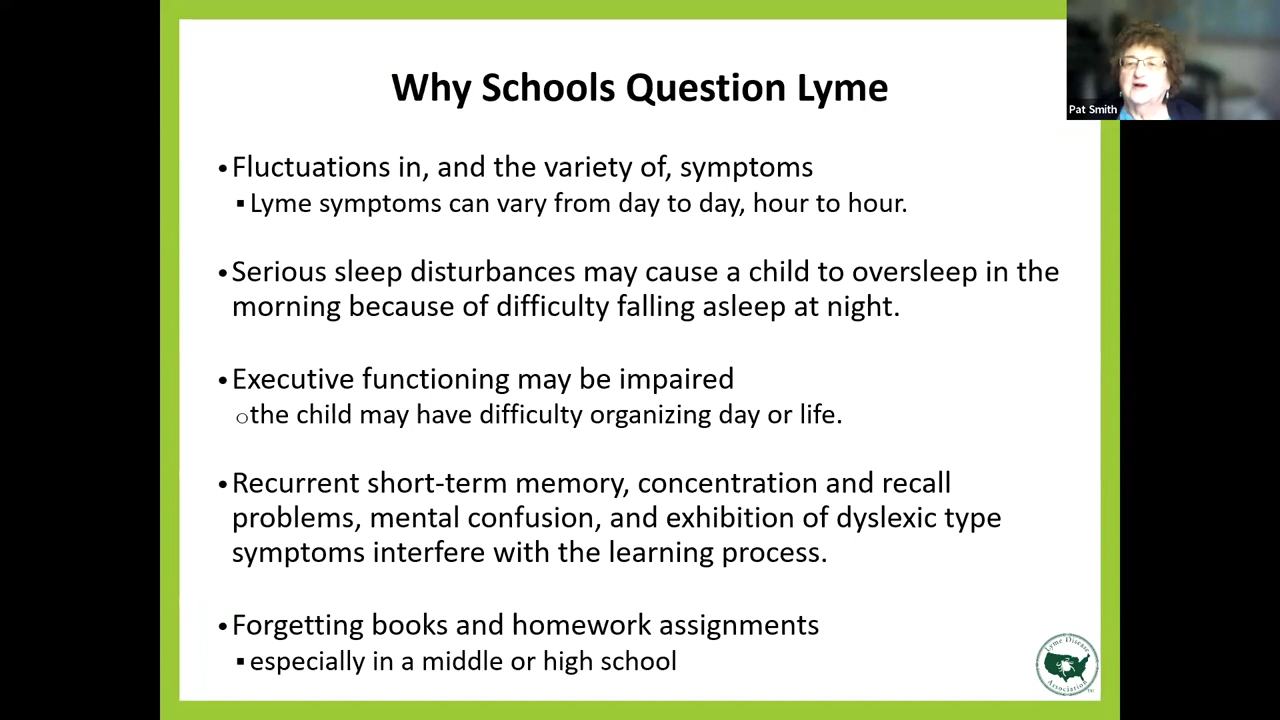 Why Schools Question Lyme
Pat Smith
•Fluctuations in, and the variety of, symptoms
▪Lyme symptoms can vary from day to day, hour to hour.
•Serious sleep disturbances may cause a child to oversleep in the
morning because of difficulty falling asleep at night.
•Executive functioning may be impaired
○the child may have difficulty organizing day or life.
•Recurrent short-term memory, concentration and recall
problems, mental confusion, and exhibition of dyslexic type
symptoms interfere with the learning process.
•Forgetting books and homework assignments
▪especially in a middle or high school
Lyme Disease
Association